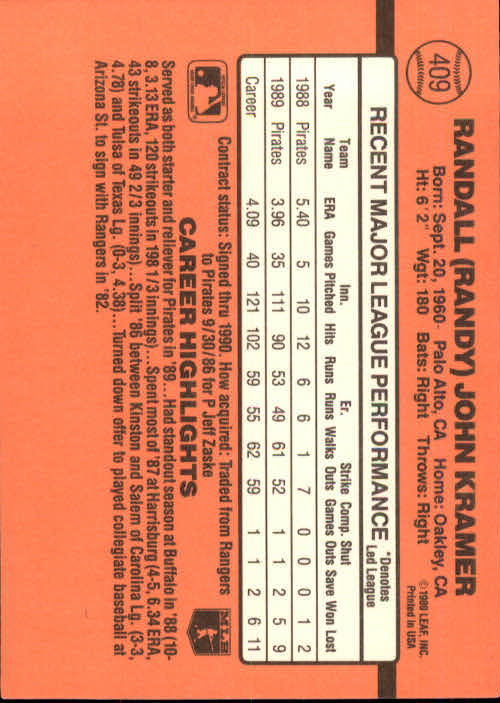 409
RANDALL (RANDY) JOHN KRAMER
Born: Sept. 20, 1960- Palo Alto, CA Home: Oakley, CA
Ht: 6' 2" Wgt: 180 Bats: Right Throws: Right
©1989 LEAF, INC.
Printed in USA
RECENT MAJOR LEAGUE PERFORMANCE
*Denotes
Led League
Team Inn. Er. Strike Comp. Shut
Year Name ERA Games Pitched Hits Runs Runs Walks Outs Games Outs Save Won Lost
1988 Pirates 5.40 5 10 12 6 6 1 7 0 0 0 1 2
1989 Pirates 3.96 35 111 90 53 49 61 52 1 1 2 5 9
Career 4.09 40 121 102 59 55 62 59 1 1 2 6 11
Contract status: Signed thru 1990. How acquired: Traded from Rangers
to Pirates 9/30/86 for P Jeff Zaske
MLB
CAREER HIGHLIGHTS
Served as both starter and reliever for Pirates in '89...Had standout season at Buffalo in '88 (10-
8, 3.13 ERA, 120 strikeouts in 198 1/3 innings)...Spent most of '87 at Harrisburg (4-5, 6.34 ERA,
43 strikeouts in 49 2/3 innings)...Split '86 between Kinston and Salem of Carolina Lg. (3-3,
4.78) and Tulsa of Texas Lg. (0-3, 4.38)...Turned down offer to played collegiate baseball at
Arizona St. to sign with Rangers in '82.